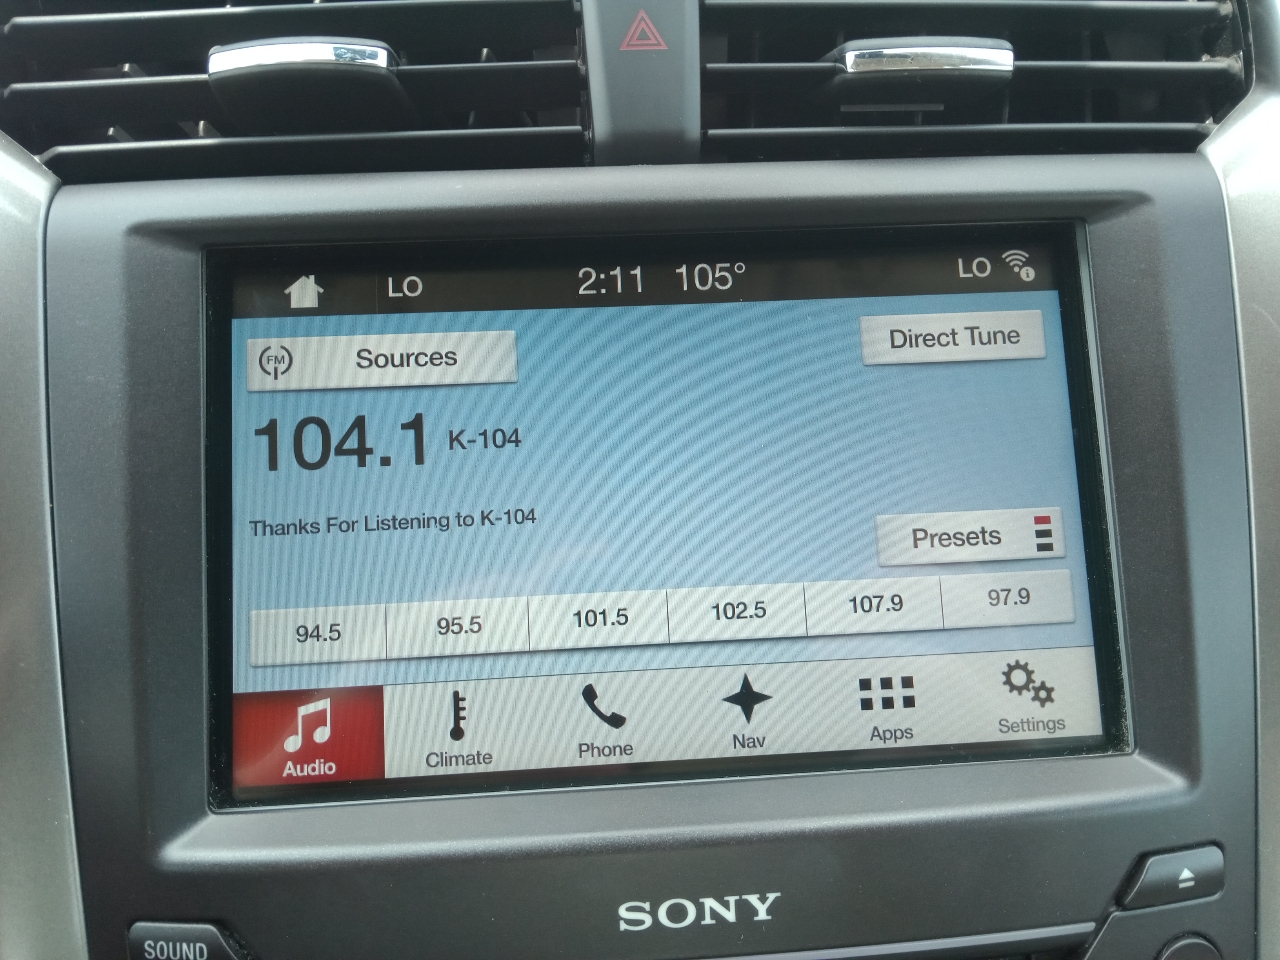 LO 2:11 105° LO
FM Sources Direct Tune
104.1 K-104
Thanks For Listening to K-104
Presets
94.5 95.5 101.5 102.5 107.9 97.9
Audio Climate Phone Nav Apps Settings
SONY
SOUND